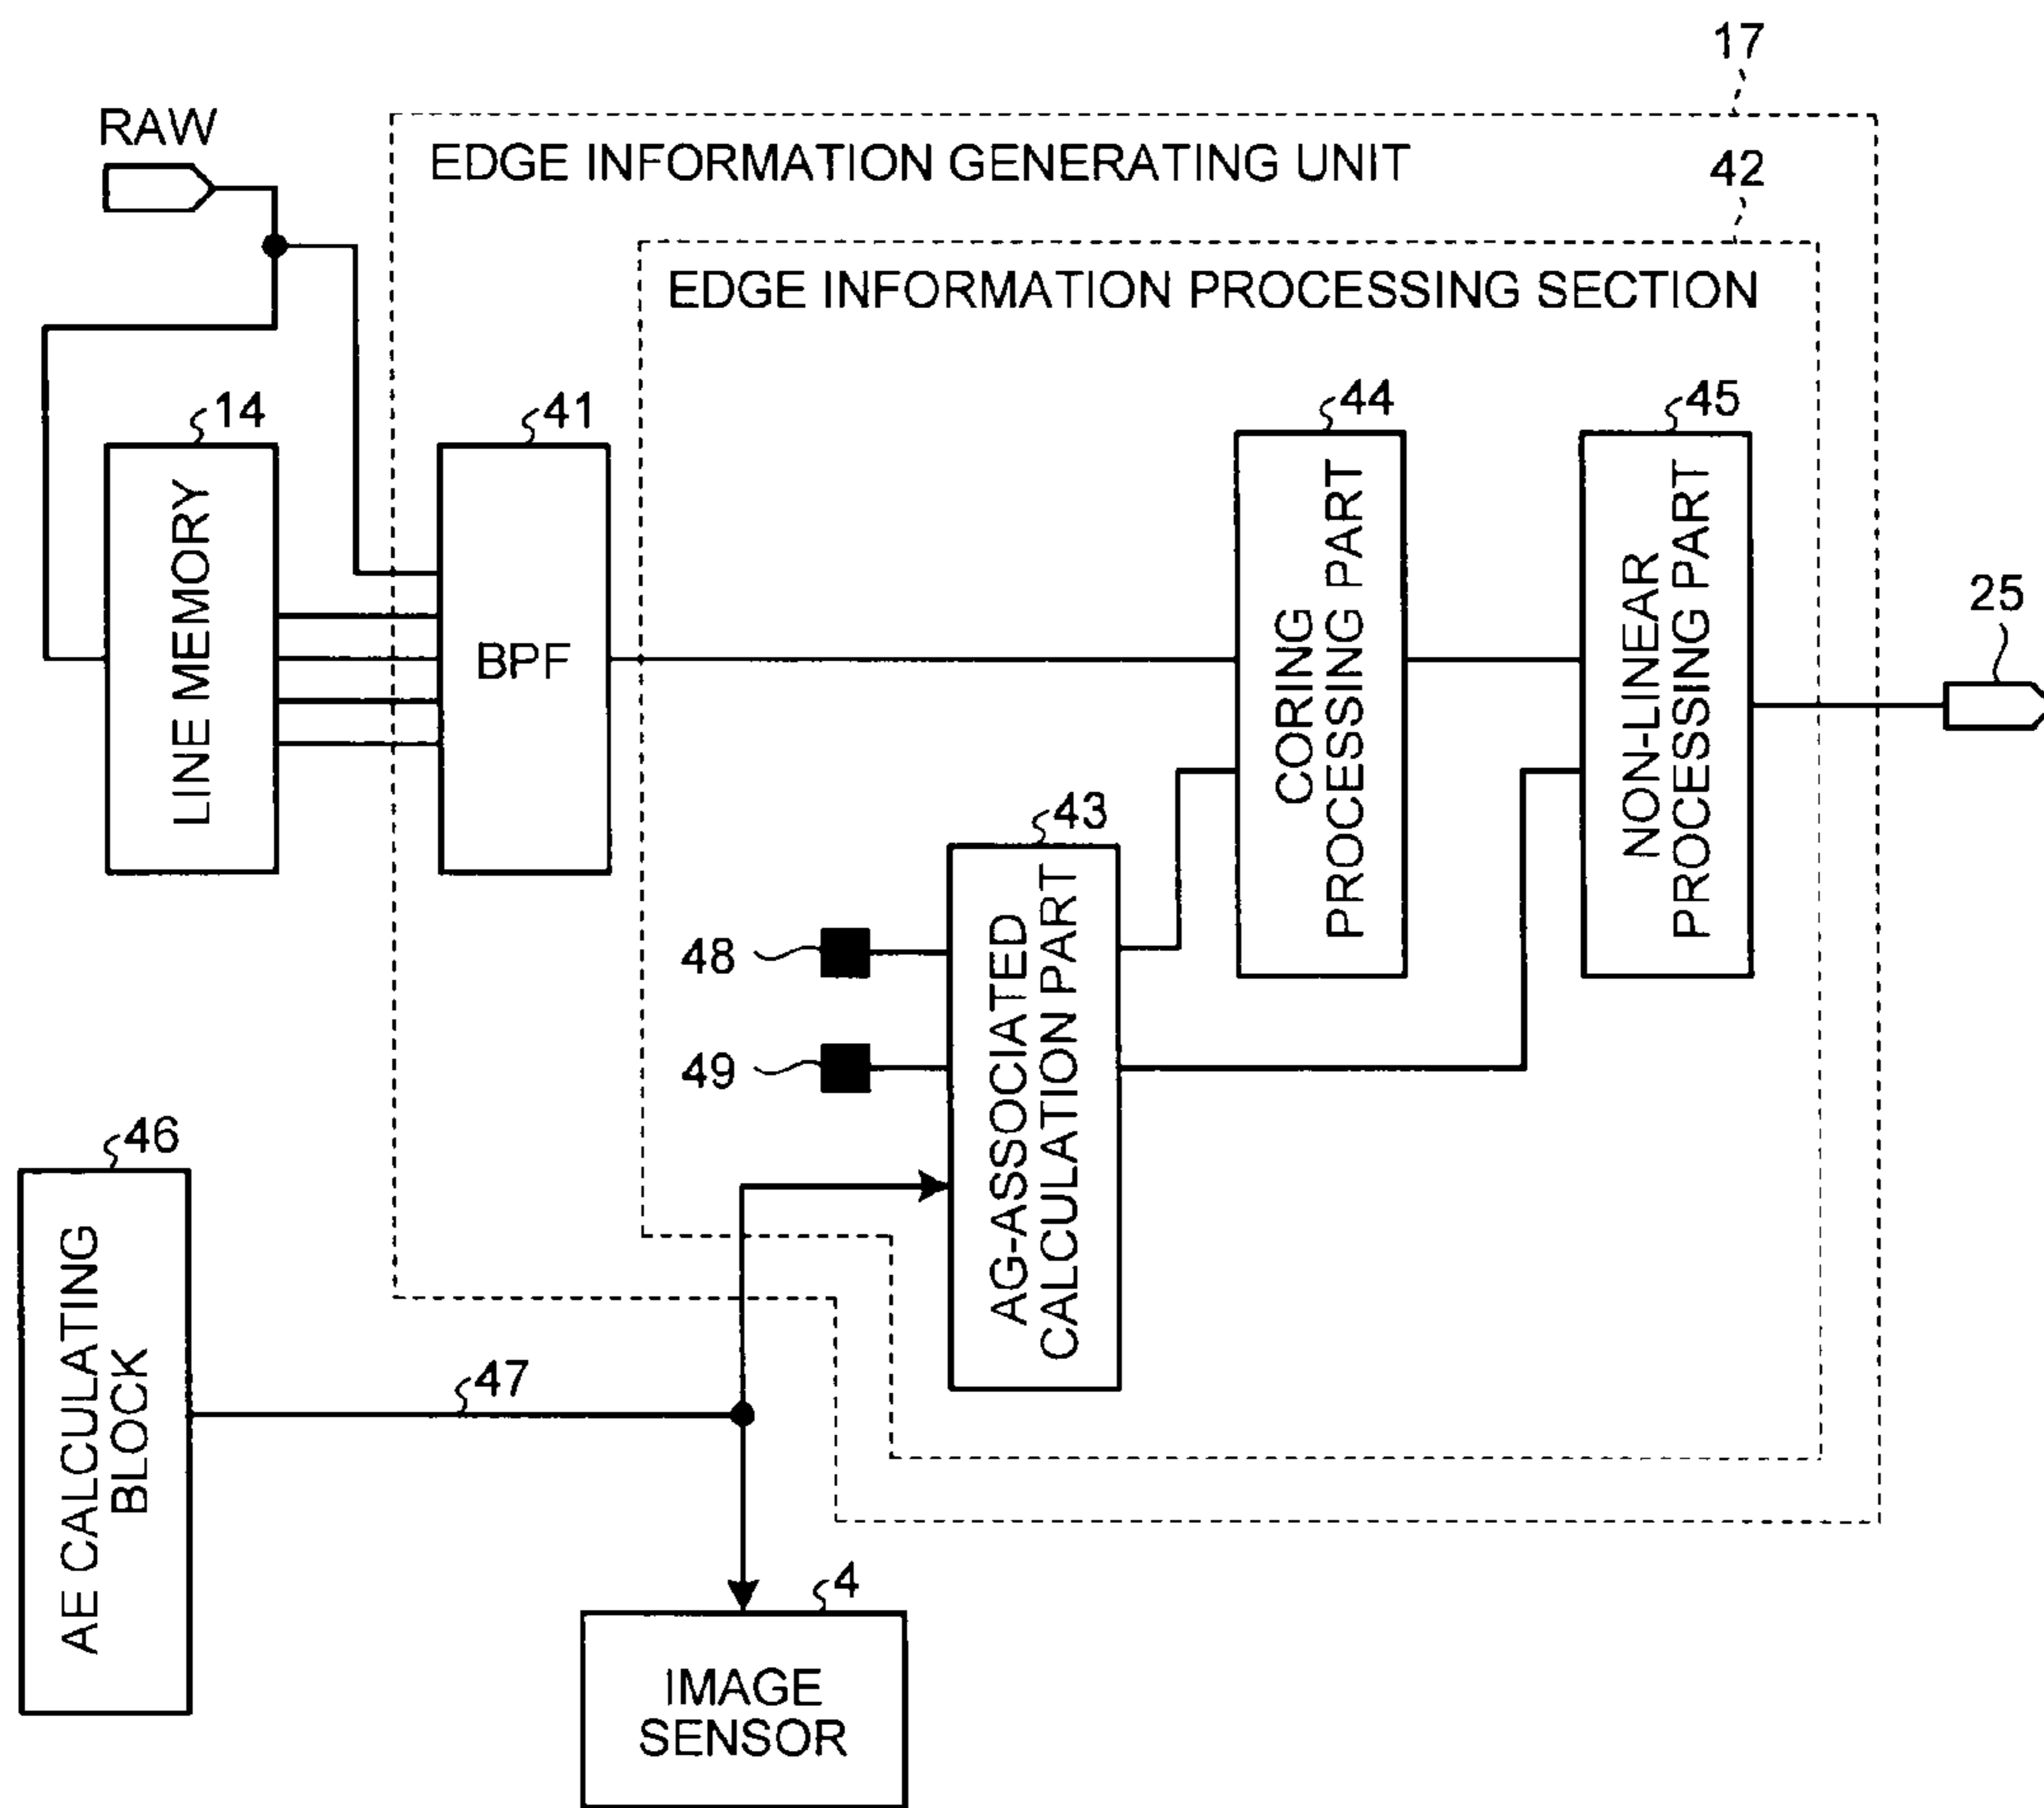 17
RAW
EDGE INFORMATION GENERATING UNIT
42
EDGE INFORMATION PROCESSING SECTION
14
41
44
45
LINE MEMORY
BPF
CORING
PROCESSING PART
NON-LINEAR
PROCESSING PART
25
43
48
49
AG-ASSOCIATED
CALCULATION PART
46
AE CALCULATING
BLOCK
47
4
IMAGE
SENSOR